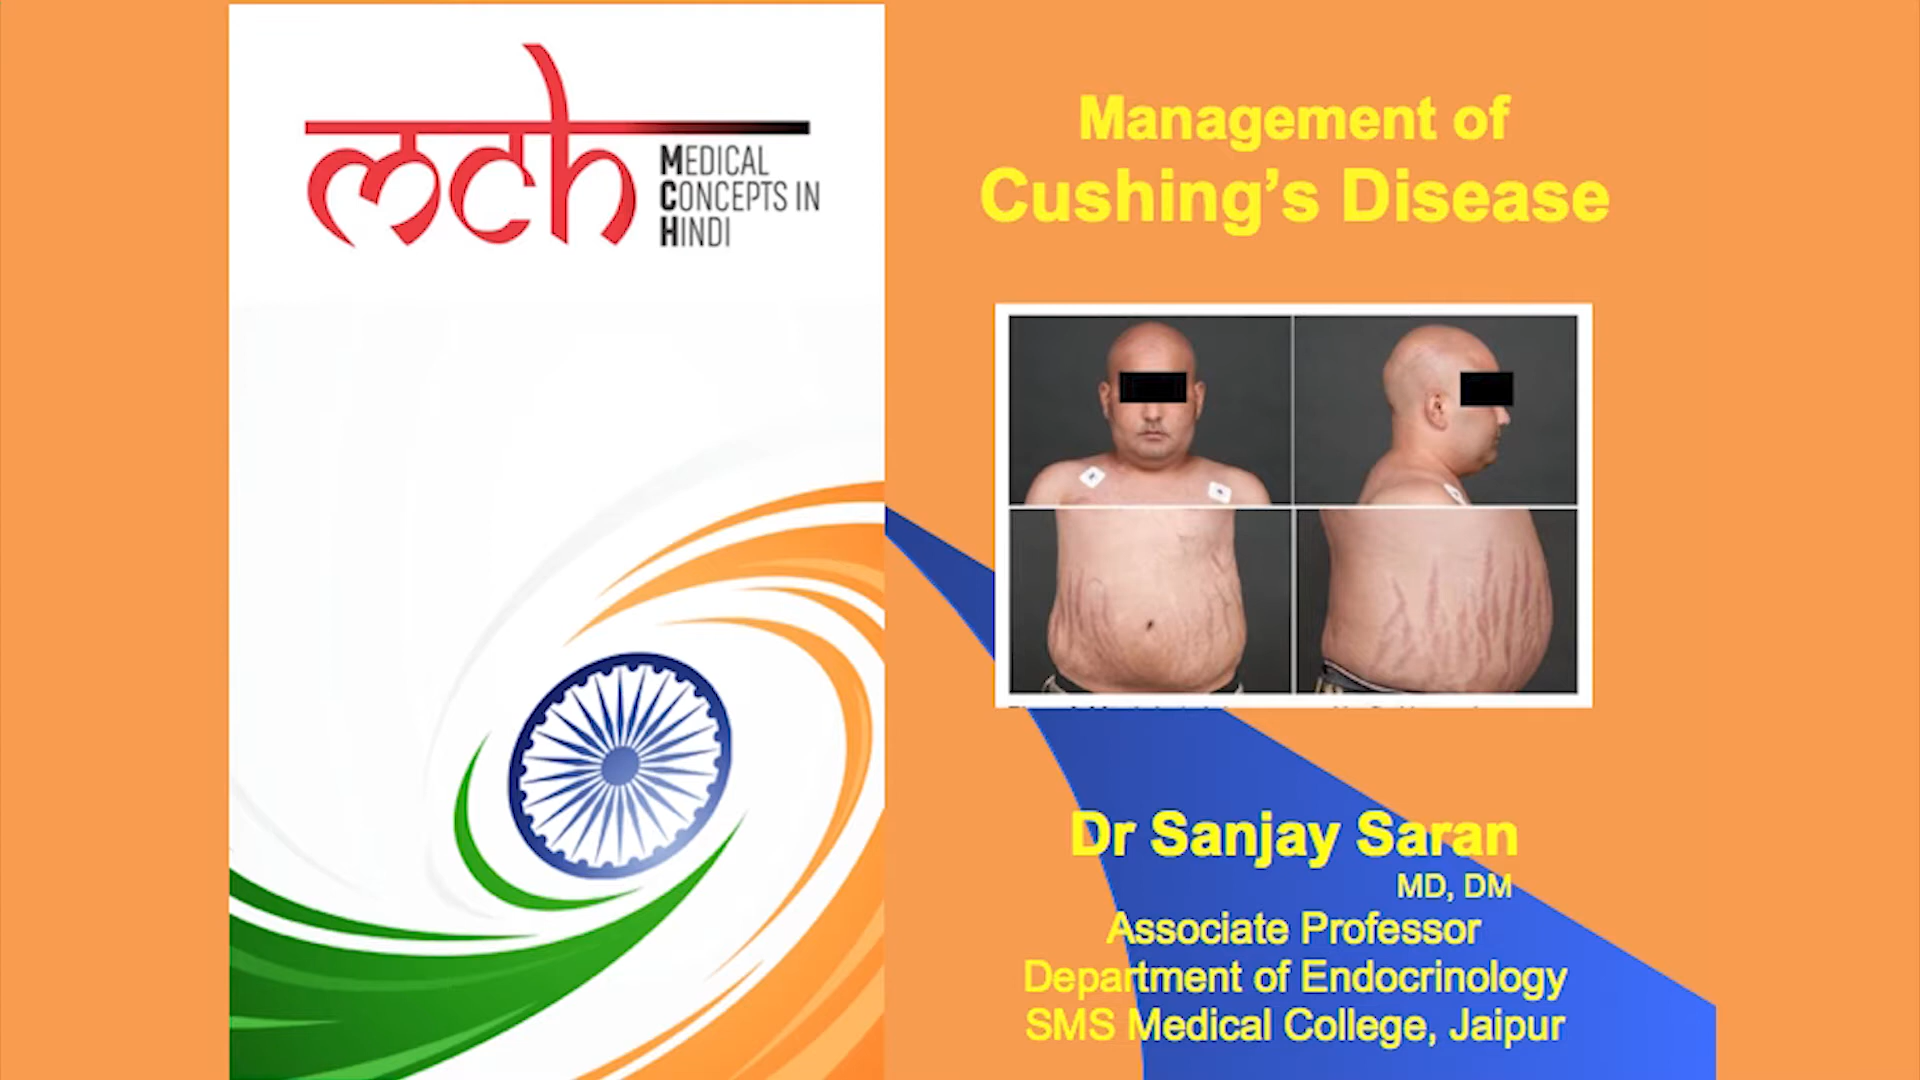 mch
MEDICAL
CONCEPTS IN
HINDI
Management of
Cushing’s Disease
Dr Sanjay Saran
MD, DM
Associate Professor
Department of Endocrinology
SMS Medical College, Jaipur